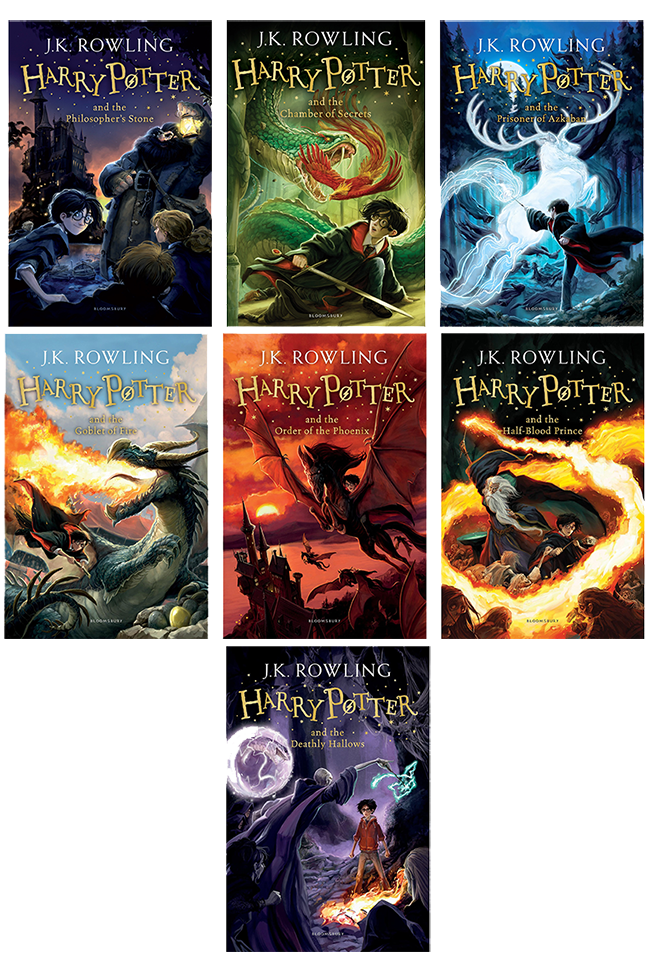 J.K. ROWLING
HARRY POTTER
and the
Philosopher's Stone
BLOOMSBURY
J.K. ROWLING
HARRY POTTER
and the
Chamber of Secrets
BLOOMSBURY
J.K. ROWLING
HARRY POTTER
and the
Prisoner of Azkaban
BLOOMSBURY
J.K. ROWLING
HARRY POTTER
and the
Goblet of Fire
BLOOMSBURY
J.K. ROWLING
HARRY POTTER
and the
Order of the Phoenix
BLOOMSBURY
J.K. ROWLING
HARRY POTTER
and the
Half-Blood Prince
BLOOMSBURY
J.K. ROWLING
HARRY POTTER
and the
Deathly Hallows
BLOOMSBURY